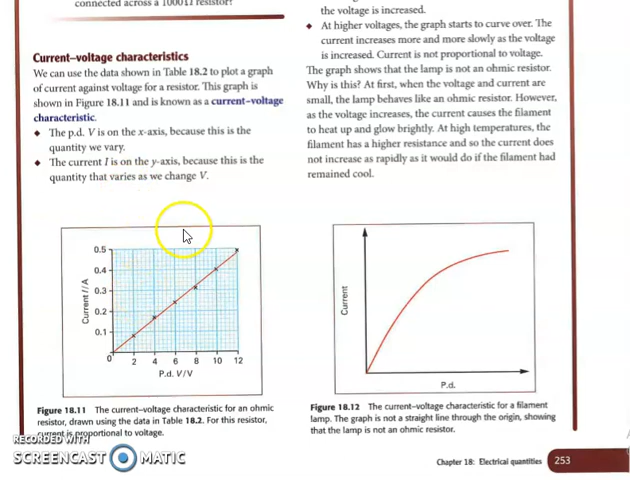 connected across a 1000 Ω resistor?
Current–voltage characteristics
We can use the data shown in Table 18.2 to plot a graph
of current against voltage for a resistor. This graph is
shown in Figure 18.11 and is known as a current–voltage
characteristic.
◆ The p.d. V is on the x-axis, because this is the
quantity we vary.
◆ The current I is on the y-axis, because this is the
quantity that varies as we change V.
0.5
0.4
0.3
0.2
0.1
Current I/A
0 2 4 6 8 10 12
P.d. V/V
Figure 18.11 The current–voltage characteristic for an ohmic
resistor, drawn using the data in Table 18.2. For this resistor,
current is proportional to voltage.
the voltage is increased.
◆ At higher voltages, the graph starts to curve over. The
current increases more and more slowly as the voltage
is increased. Current is not proportional to voltage.
The graph shows that the lamp is not an ohmic resistor.
Why is this? At first, when the voltage and current are
small, the lamp behaves like an ohmic resistor. However,
as the voltage increases, the current causes the filament
to heat up and glow brightly. At high temperatures, the
filament has a higher resistance and so the current does
not increase as rapidly as it would do if the filament had
remained cool.
Current
P.d.
Figure 18.12 The current–voltage characteristic for a filament
lamp. The graph is not a straight line through the origin, showing
that the lamp is not an ohmic resistor.
RECORDED WITH
SCREENCAST MATIC
Chapter 18: Electrical quantities 253